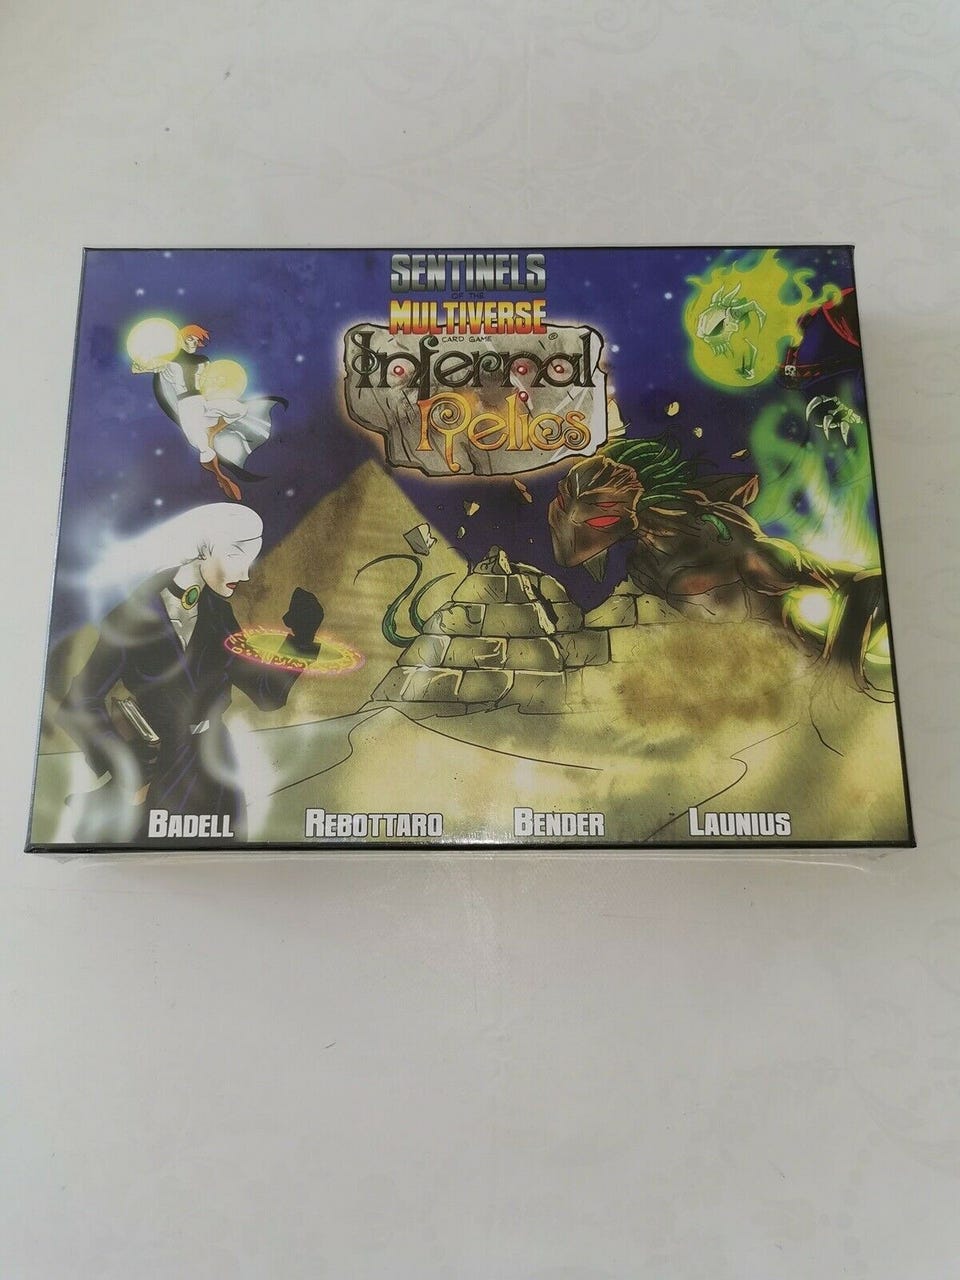 SENTINELS
OF THE
MULTIVERSE
CARD GAME
Infernal
Relics
®
BADELL REBOTTARO BENDER LAUNIUS